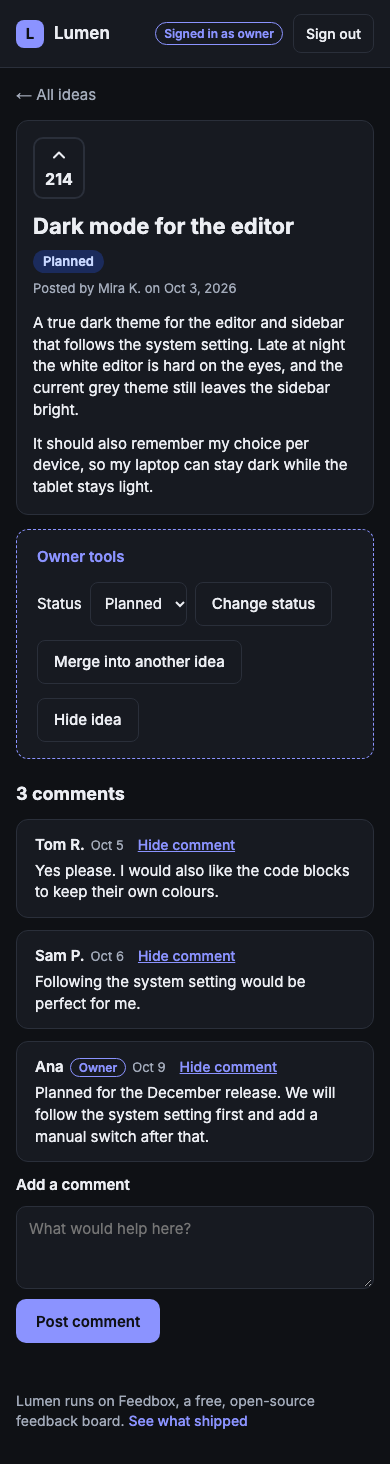 L Lumen Signed in as owner Sign out
← All ideas
214
Dark mode for the editor
Planned
Posted by Mira K. on Oct 3, 2026
A true dark theme for the editor and sidebar
that follows the system setting. Late at night
the white editor is hard on the eyes, and the
current grey theme still leaves the sidebar
bright.
It should also remember my choice per
device, so my laptop can stay dark while the
tablet stays light.
Owner tools
Status Planned Change status
Merge into another idea
Hide idea
3 comments
Tom R. Oct 5 Hide comment
Yes please. I would also like the code blocks
to keep their own colours.
Sam P. Oct 6 Hide comment
Following the system setting would be
perfect for me.
Ana Owner Oct 9 Hide comment
Planned for the December release. We will
follow the system setting first and add a
manual switch after that.
Add a comment
What would help here?
Post comment
Lumen runs on Feedbox, a free, open-source
feedback board. See what shipped